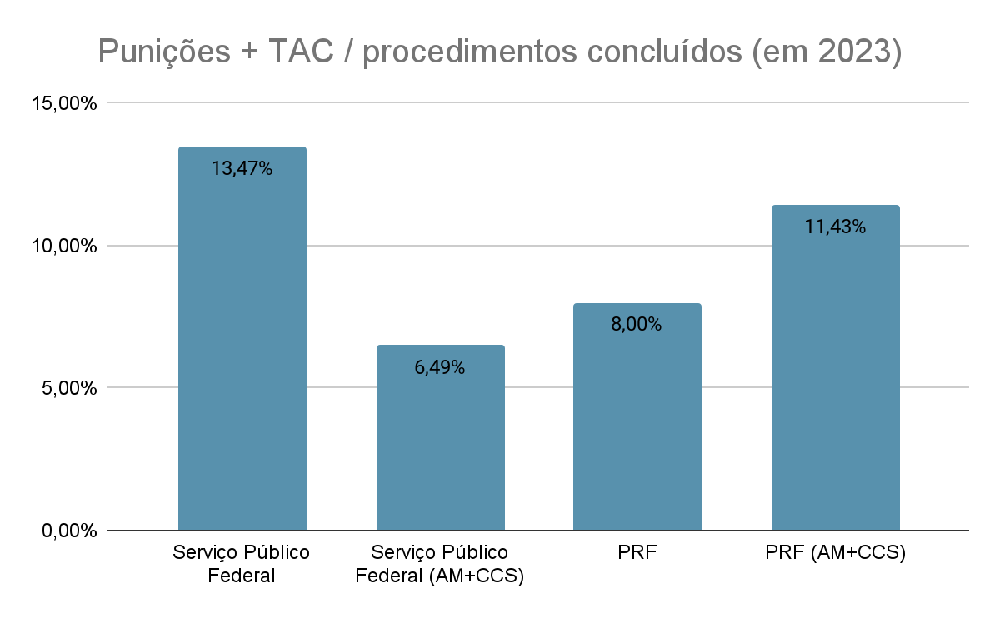 Punições + TAC / procedimentos concluídos (em 2023)
15,00%
10,00%
5,00%
0,00%
13,47%
6,49%
8,00%
11,43%
Serviço Público
Federal
Serviço Público
Federal (AM+CCS)
PRF
PRF (AM+CCS)